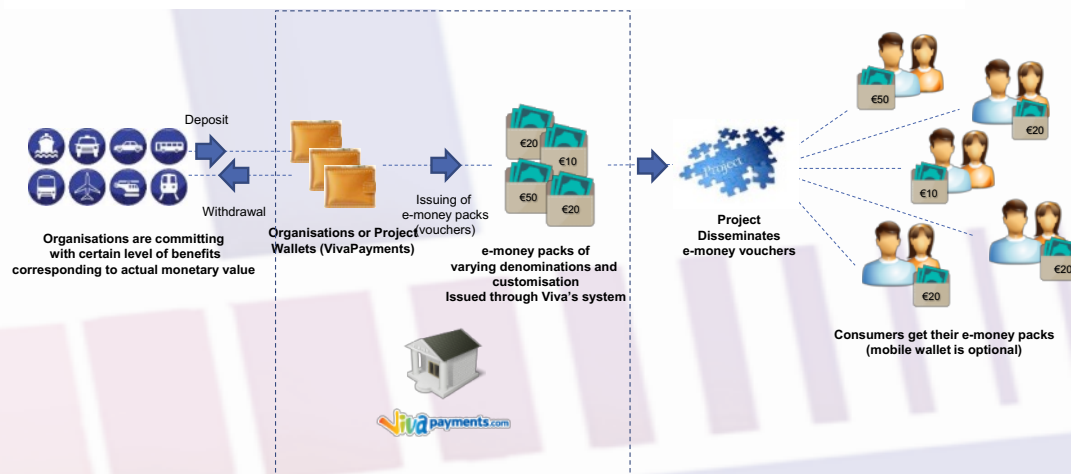 Deposit
Withdrawal
Organisations are committing
with certain level of benefits
corresponding to actual monetary value
Organisations or Project
Wallets (VivaPayments)
Issuing of
e-money packs
(vouchers)
€20
€10
€50
€20
e-money packs of
varying denominations and
customisation
Issued through Viva's system
vivapayments.com
Project
Project
Disseminates
e-money vouchers
€50
€20
€10
€20
€20
Consumers get their e-money packs
(mobile wallet is optional)